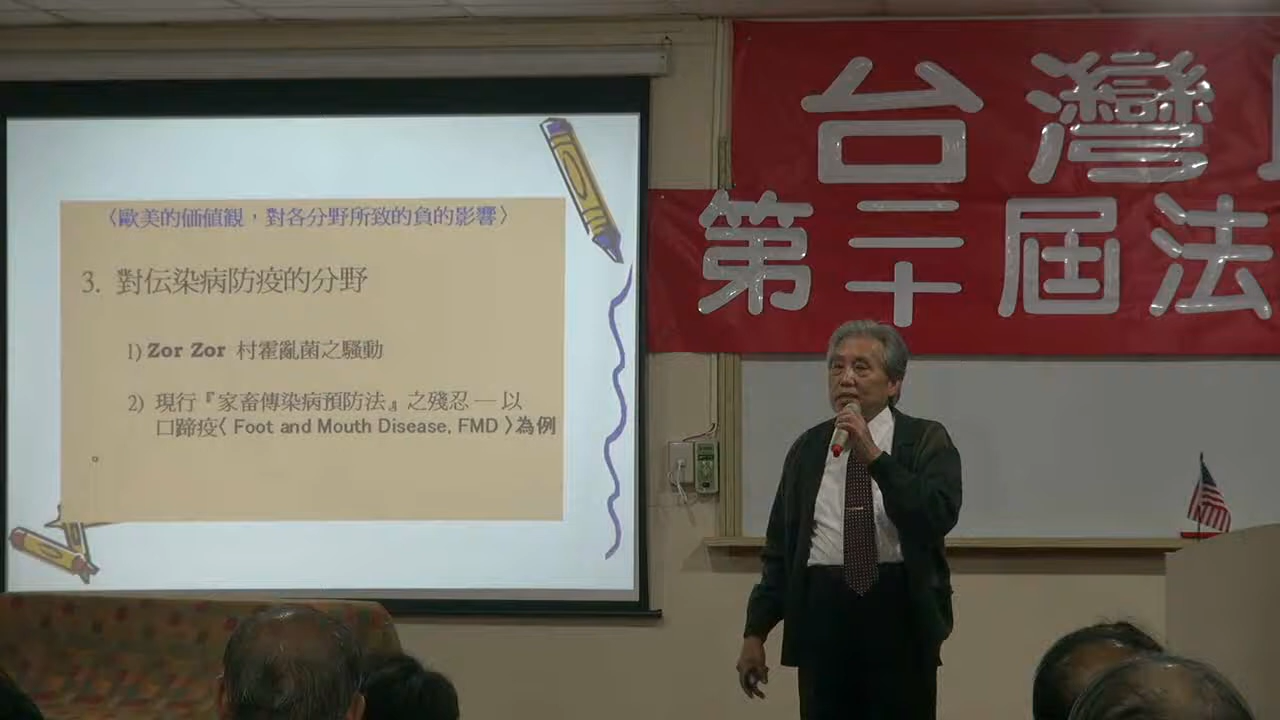 〈歐美的価値観，對各分野所致的負的影響〉
3. 對伝染病防疫的分野
1) Zor Zor 村霍亂菌之騷動
2) 現行『家畜傳染病預防法』之殘忍 — 以
口蹄疫〈 Foot and Mouth Disease, FMD 〉為例
。
台灣
第二十屆法